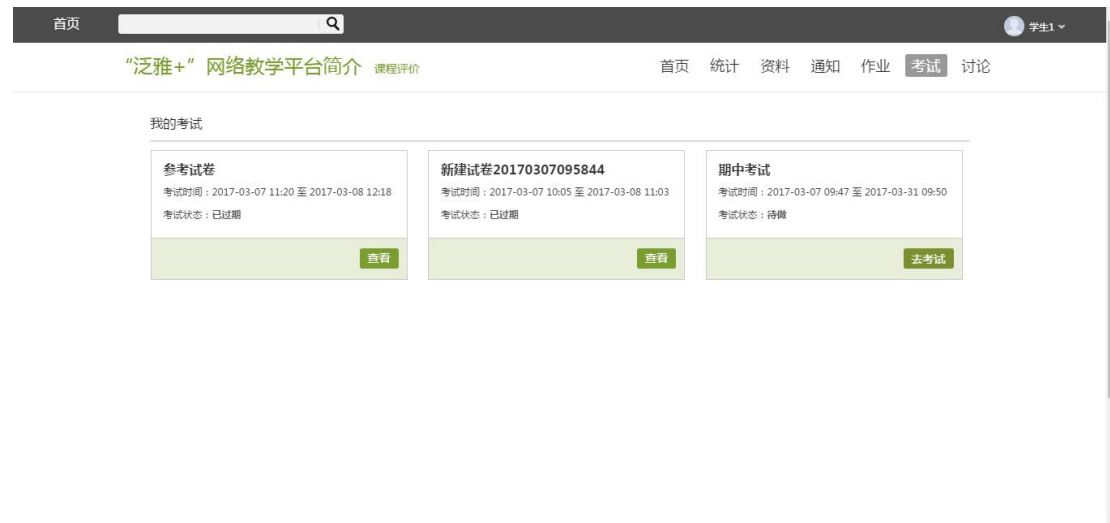 首页
学生1
“泛雅+”网络教学平台简介 课程评价
首页 统计 资料 通知 作业 考试 讨论
我的考试
参考试卷
考试时间：2017-03-07 11:20 至 2017-03-08 12:18
考试状态：已过期
查看
新建试卷20170307095844
考试时间：2017-03-07 10:05 至 2017-03-08 11:03
考试状态：已过期
查看
期中考试
考试时间：2017-03-07 09:47 至 2017-03-31 09:50
考试状态：待做
去考试